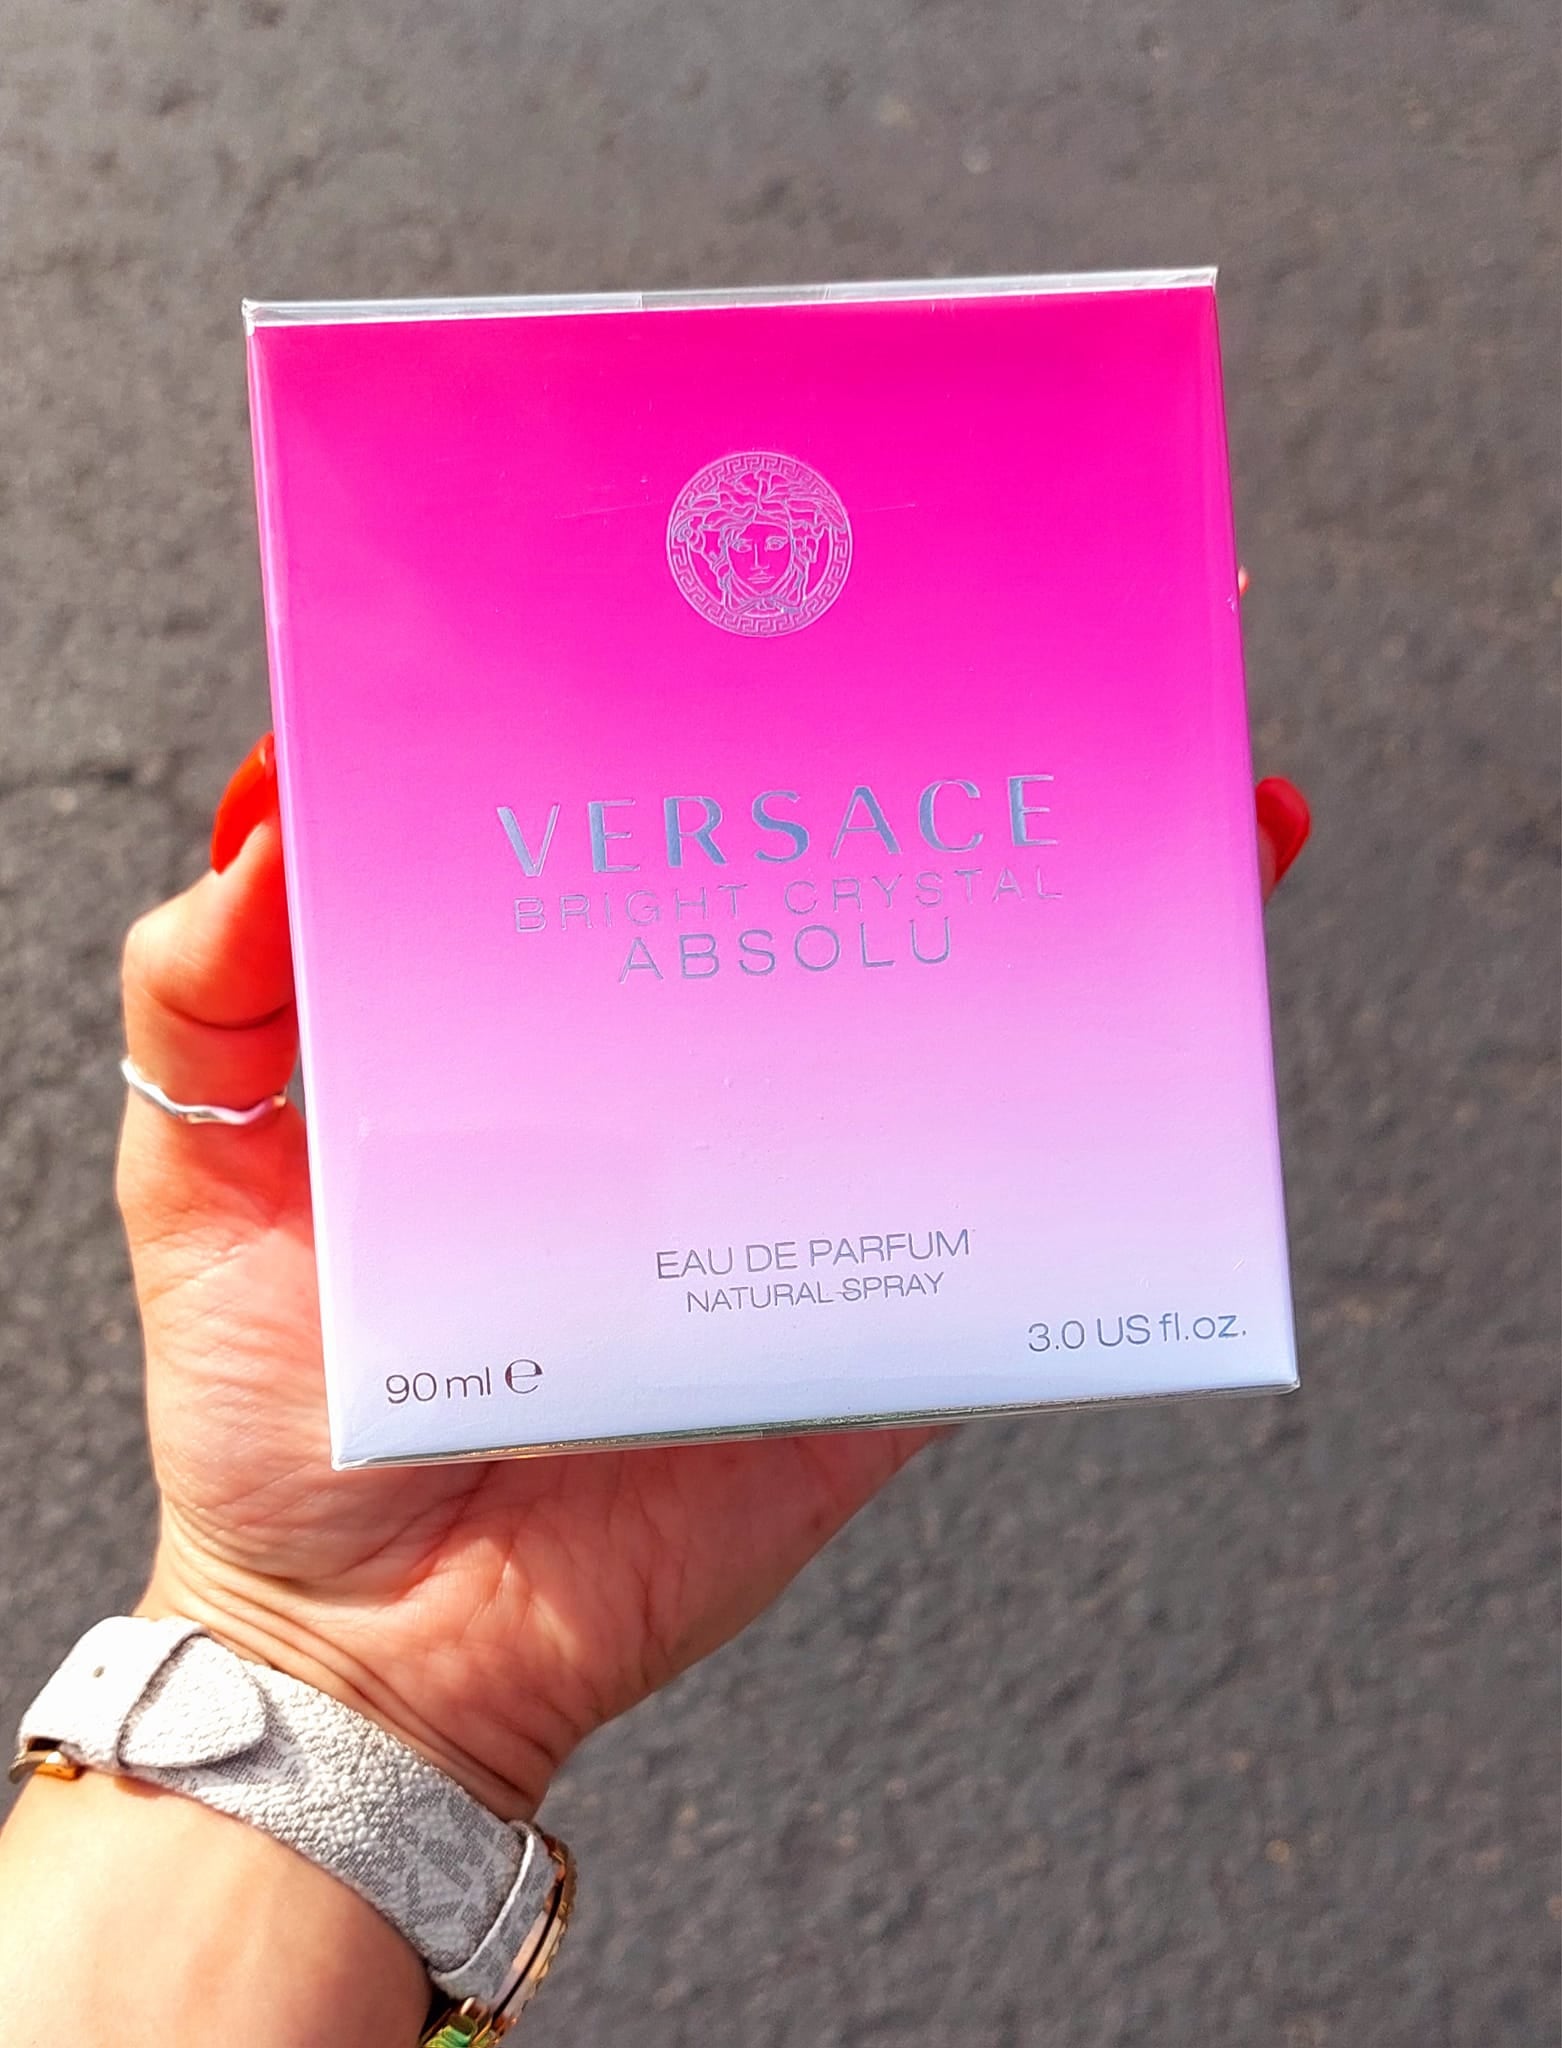 VERSACE
BRIGHT CRYSTAL
ABSOLU
EAU DE PARFUM
NATURAL SPRAY
90 ml ℮
3.0 US fl.oz.